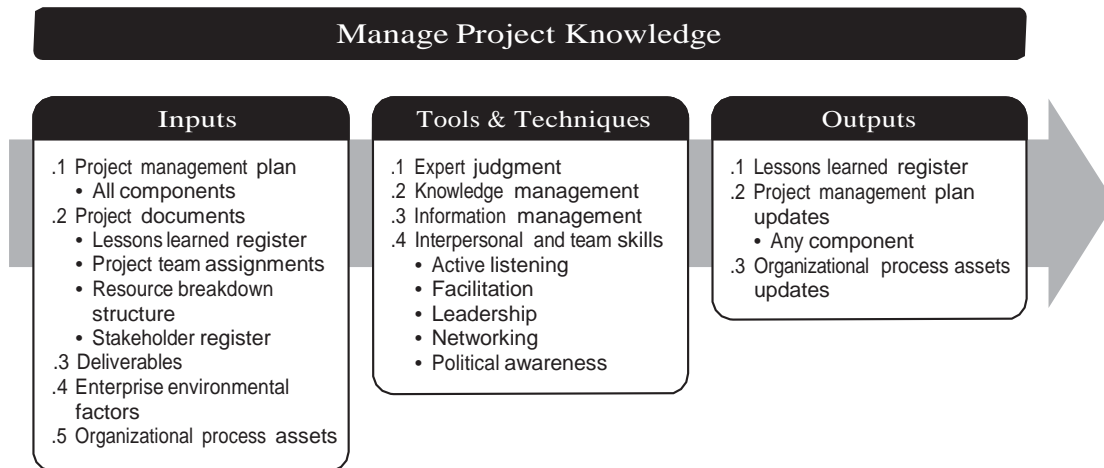 Manage Project Knowledge
Inputs
.1 Project management plan
• All components
.2 Project documents
• Lessons learned register
• Project team assignments
• Resource breakdown
structure
• Stakeholder register
.3 Deliverables
.4 Enterprise environmental
factors
.5 Organizational process assets
Tools & Techniques
.1 Expert judgment
.2 Knowledge management
.3 Information management
.4 Interpersonal and team skills
• Active listening
• Facilitation
• Leadership
• Networking
• Political awareness
Outputs
.1 Lessons learned register
.2 Project management plan
updates
• Any component
.3 Organizational process assets
updates